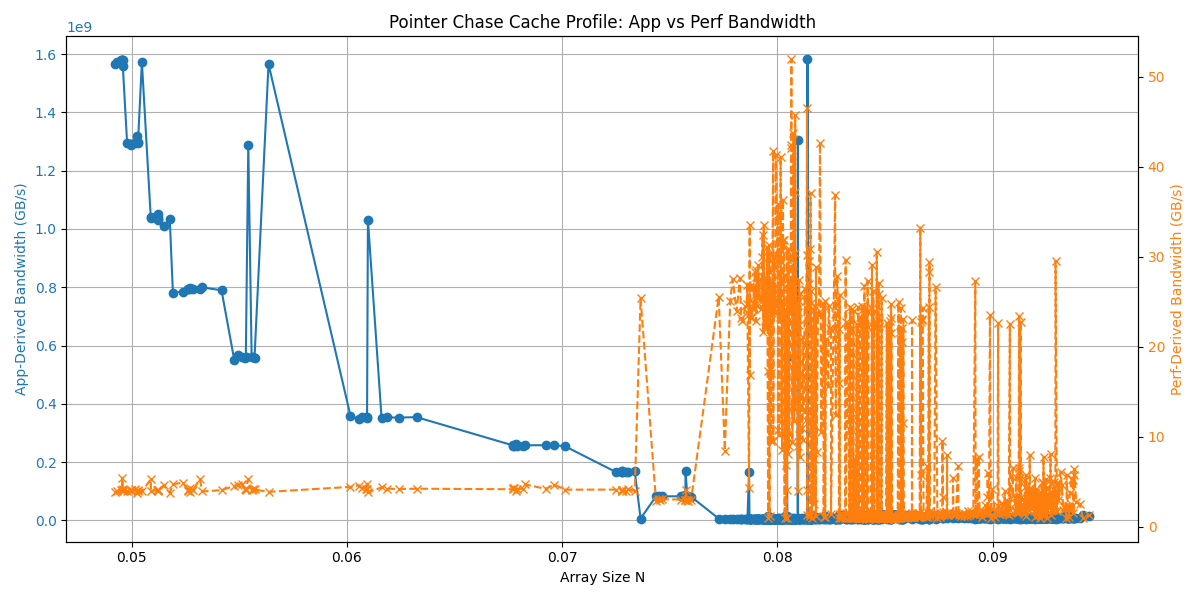 Pointer Chase Cache Profile: App vs Perf Bandwidth
1e9
1.6
1.4
1.2
1.0
0.8
0.6
0.4
0.2
0.0
App-Derived Bandwidth (GB/s)
50
40
30
20
10
0
Perf-Derived Bandwidth (GB/s)
0.05 0.06 0.07 0.08 0.09
Array Size N